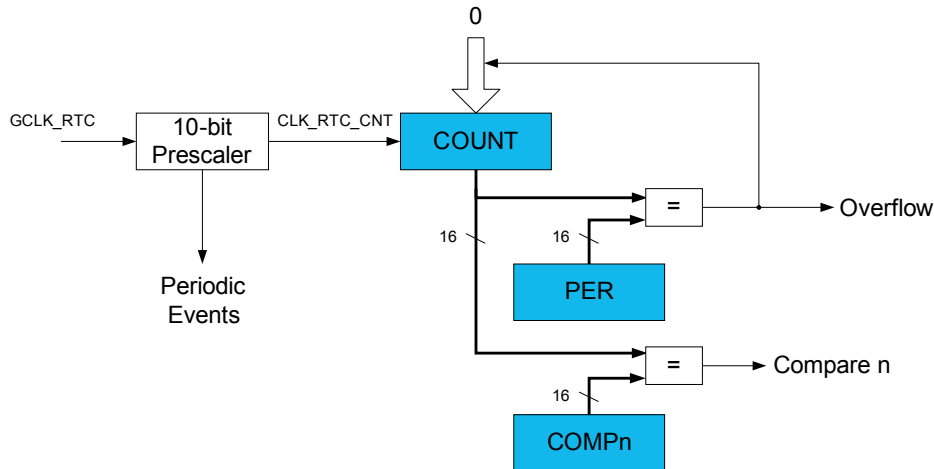 0
GCLK_RTC
10-bit
Prescaler
CLK_RTC_CNT
COUNT
=
Overflow
16
16
Periodic
Events
PER
=
Compare n
16
COMPn